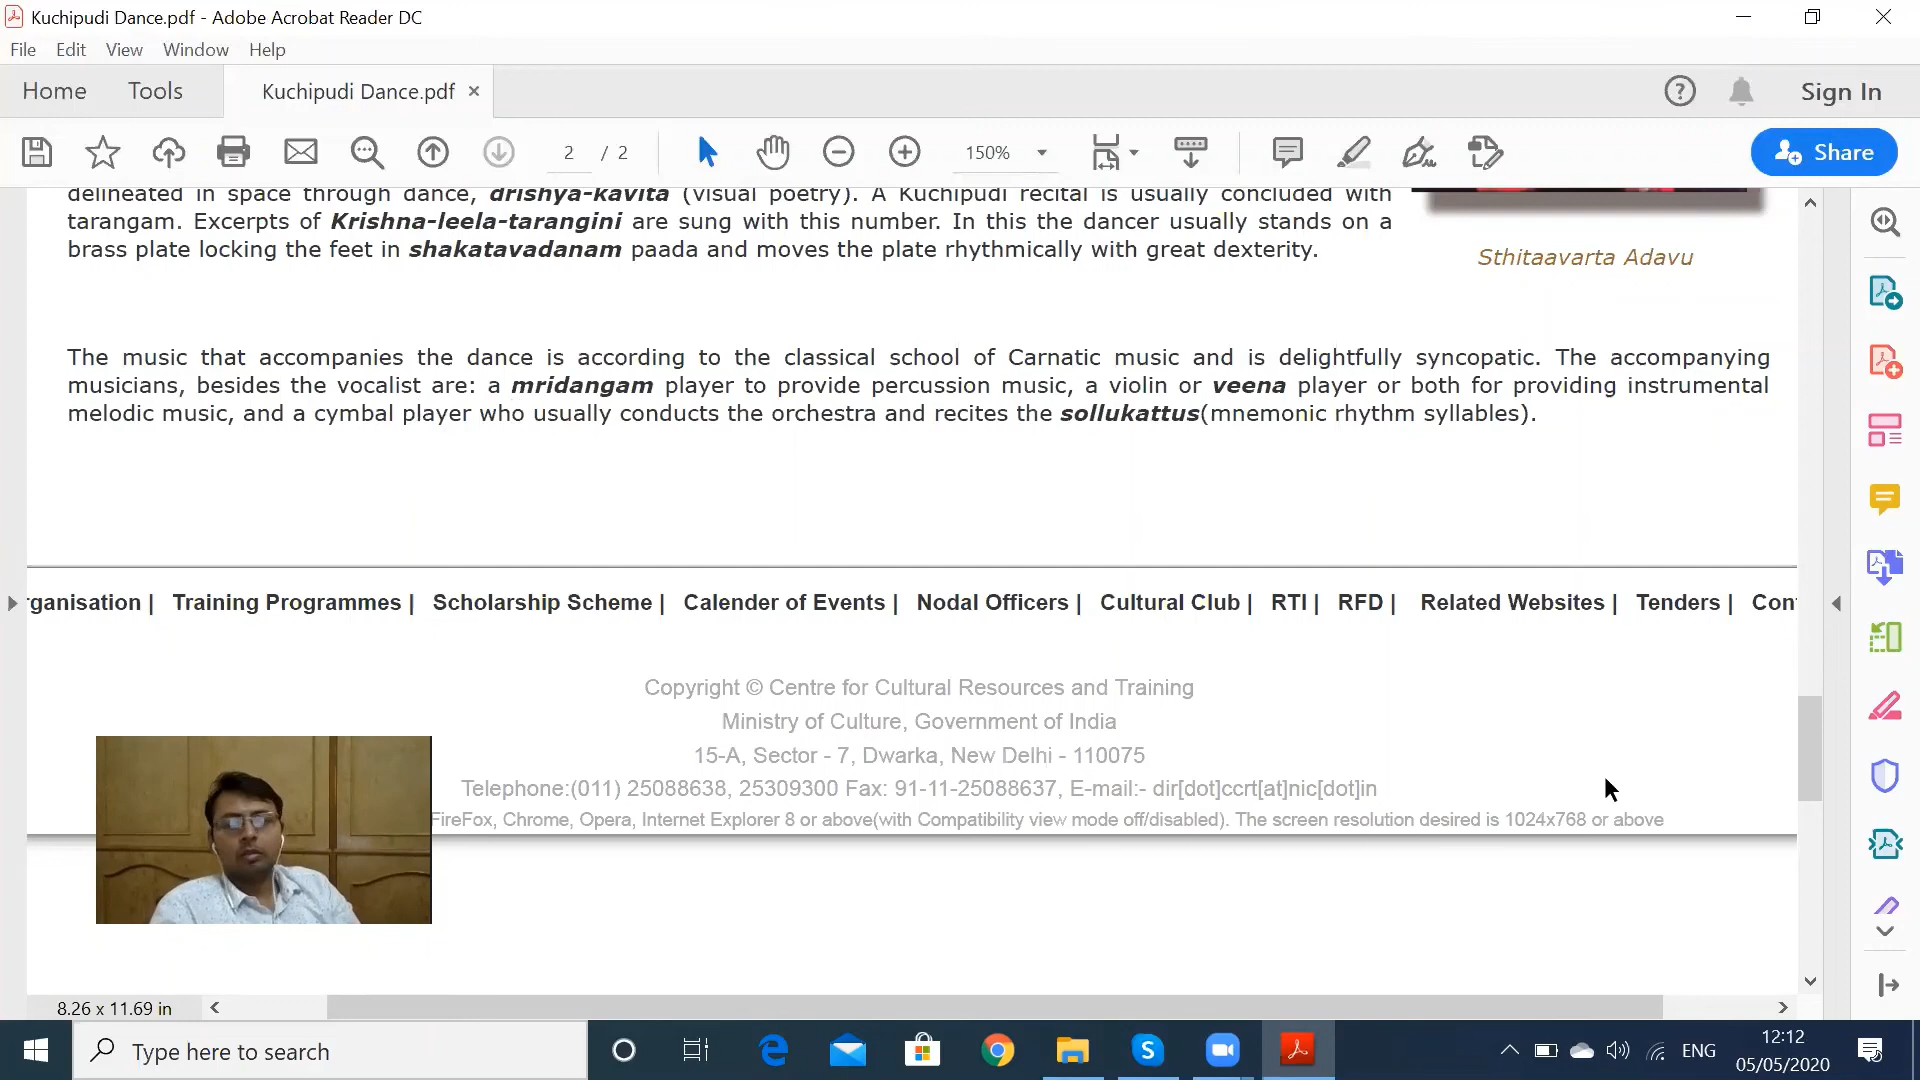 Kuchipudi Dance.pdf - Adobe Acrobat Reader DC
File Edit View Window Help
Home Tools Kuchipudi Dance.pdf × Sign In
2 / 2 150% Share
delineated in space through dance, drishya-kavita (visual poetry). A Kuchipudi recital is usually concluded with
tarangam. Excerpts of Krishna-leela-tarangini are sung with this number. In this the dancer usually stands on a
brass plate locking the feet in shakatavadanam paada and moves the plate rhythmically with great dexterity.
Sthitaavarta Adavu
The music that accompanies the dance is according to the classical school of Carnatic music and is delightfully syncopatic. The accompanying
musicians, besides the vocalist are: a mridangam player to provide percussion music, a violin or veena player or both for providing instrumental
melodic music, and a cymbal player who usually conducts the orchestra and recites the sollukattus(mnemonic rhythm syllables).
rganisation | Training Programmes | Scholarship Scheme | Calender of Events | Nodal Officers | Cultural Club | RTI | RFD | Related Websites | Tenders | Con
Copyright © Centre for Cultural Resources and Training
Ministry of Culture, Government of India
15-A, Sector - 7, Dwarka, New Delhi - 110075
Telephone:(011) 25088638, 25309300 Fax: 91-11-25088637, E-mail:- dir[dot]ccrt[at]nic[dot]in
FireFox, Chrome, Opera, Internet Explorer 8 or above(with Compatibility view mode off/disabled). The screen resolution desired is 1024x768 or above
8.26 x 11.69 in
Type here to search
ENG
12:12
05/05/2020